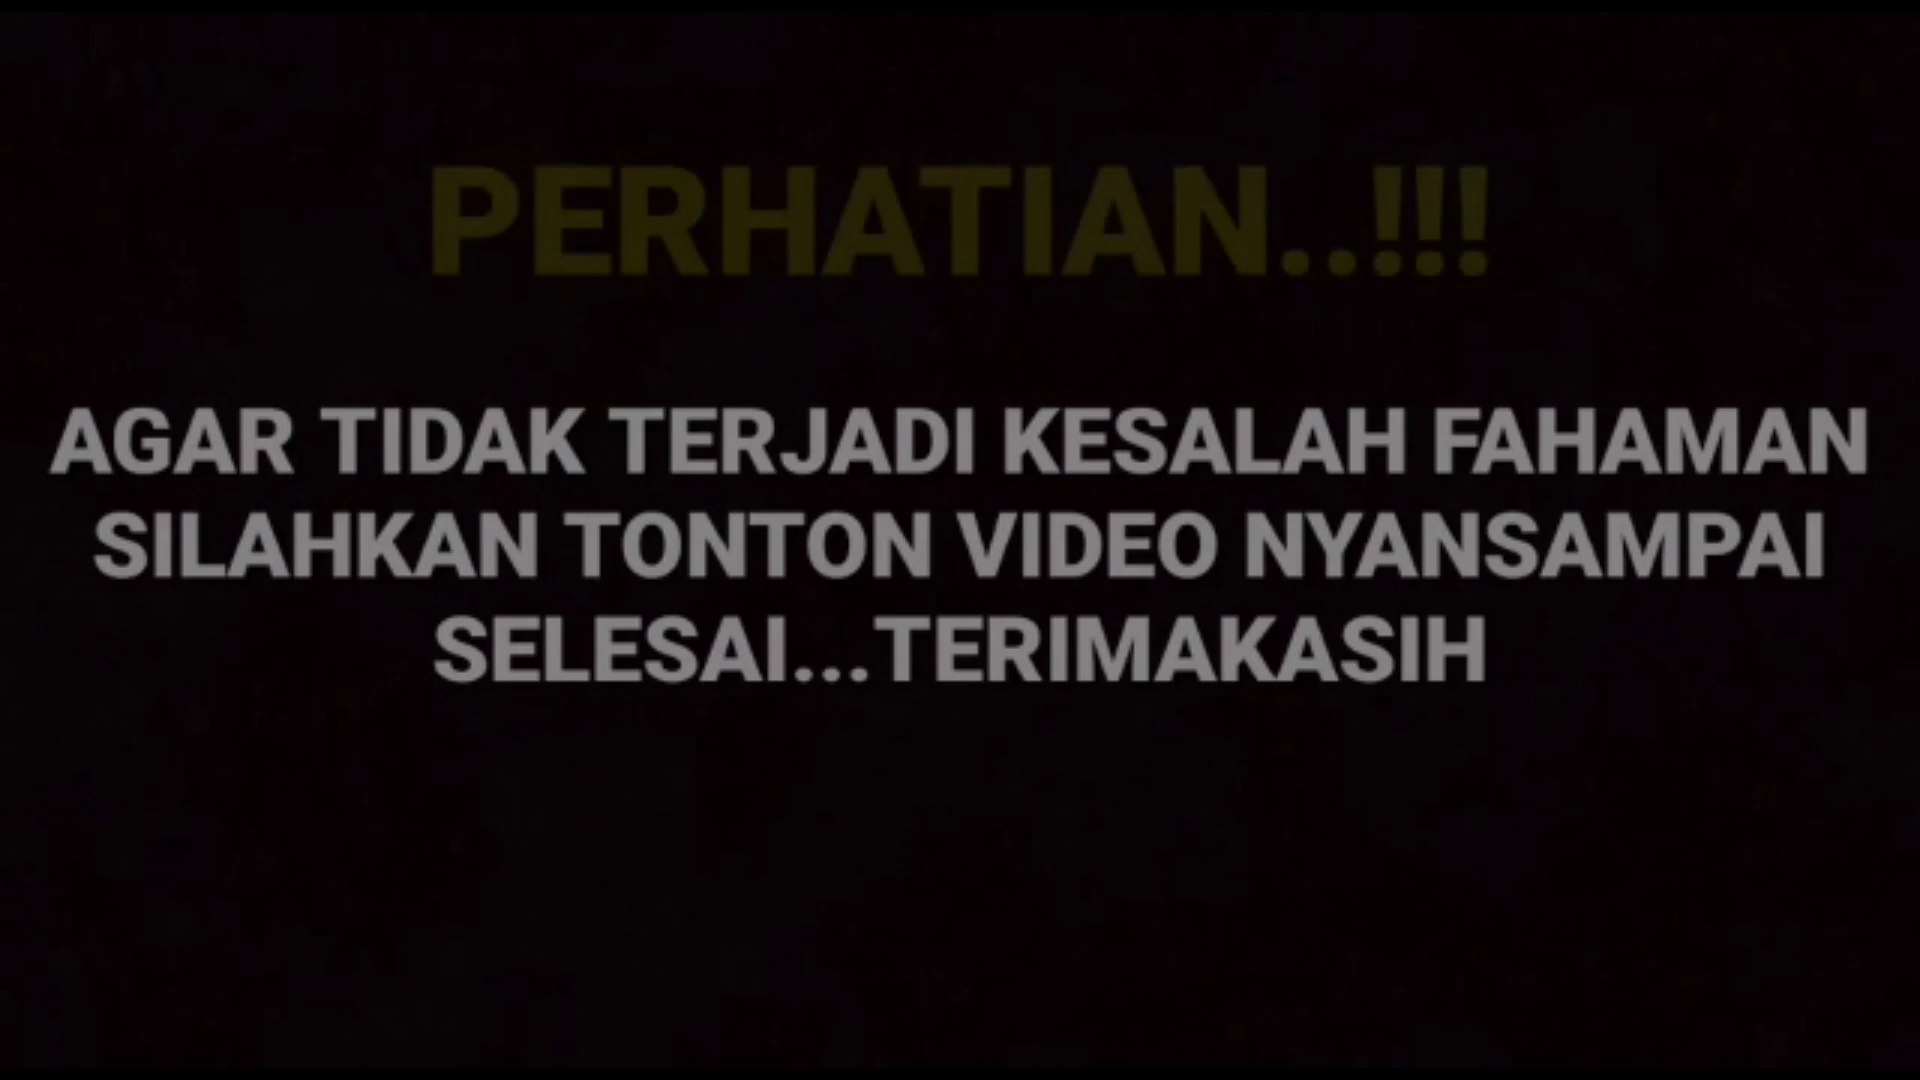 PERHATIAN..!!!
AGAR TIDAK TERJADI KESALAH FAHAMAN
SILAHKAN TONTON VIDEO NYANSAMPAI
SELESAI...TERIMAKASIH